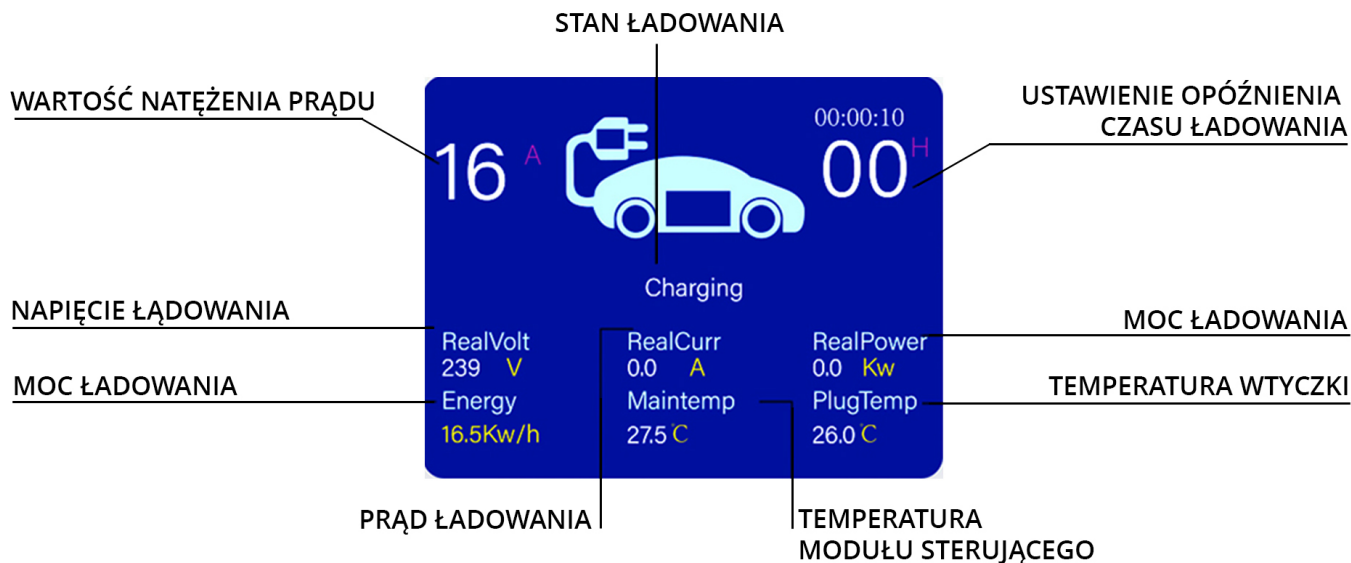 STAN ŁADOWANIA
WARTOŚĆ NATĘŻENIA PRĄDU
USTAWIENIE OPÓŹNIENIA
CZASU ŁADOWANIA
00:00:10
16 A
00 H
Charging
NAPIĘCIE ŁĄDOWANIA
MOC ŁADOWANIA
RealVolt
RealCurr
RealPower
239 V
0.0 A
0.0 Kw
MOC ŁADOWANIA
TEMPERATURA WTYCZKI
Energy
Maintemp
PlugTemp
16.5Kw/h
27.5 ℃
26.0 ℃
PRĄD ŁADOWANIA
TEMPERATURA
MODUŁU STERUJĄCEGO